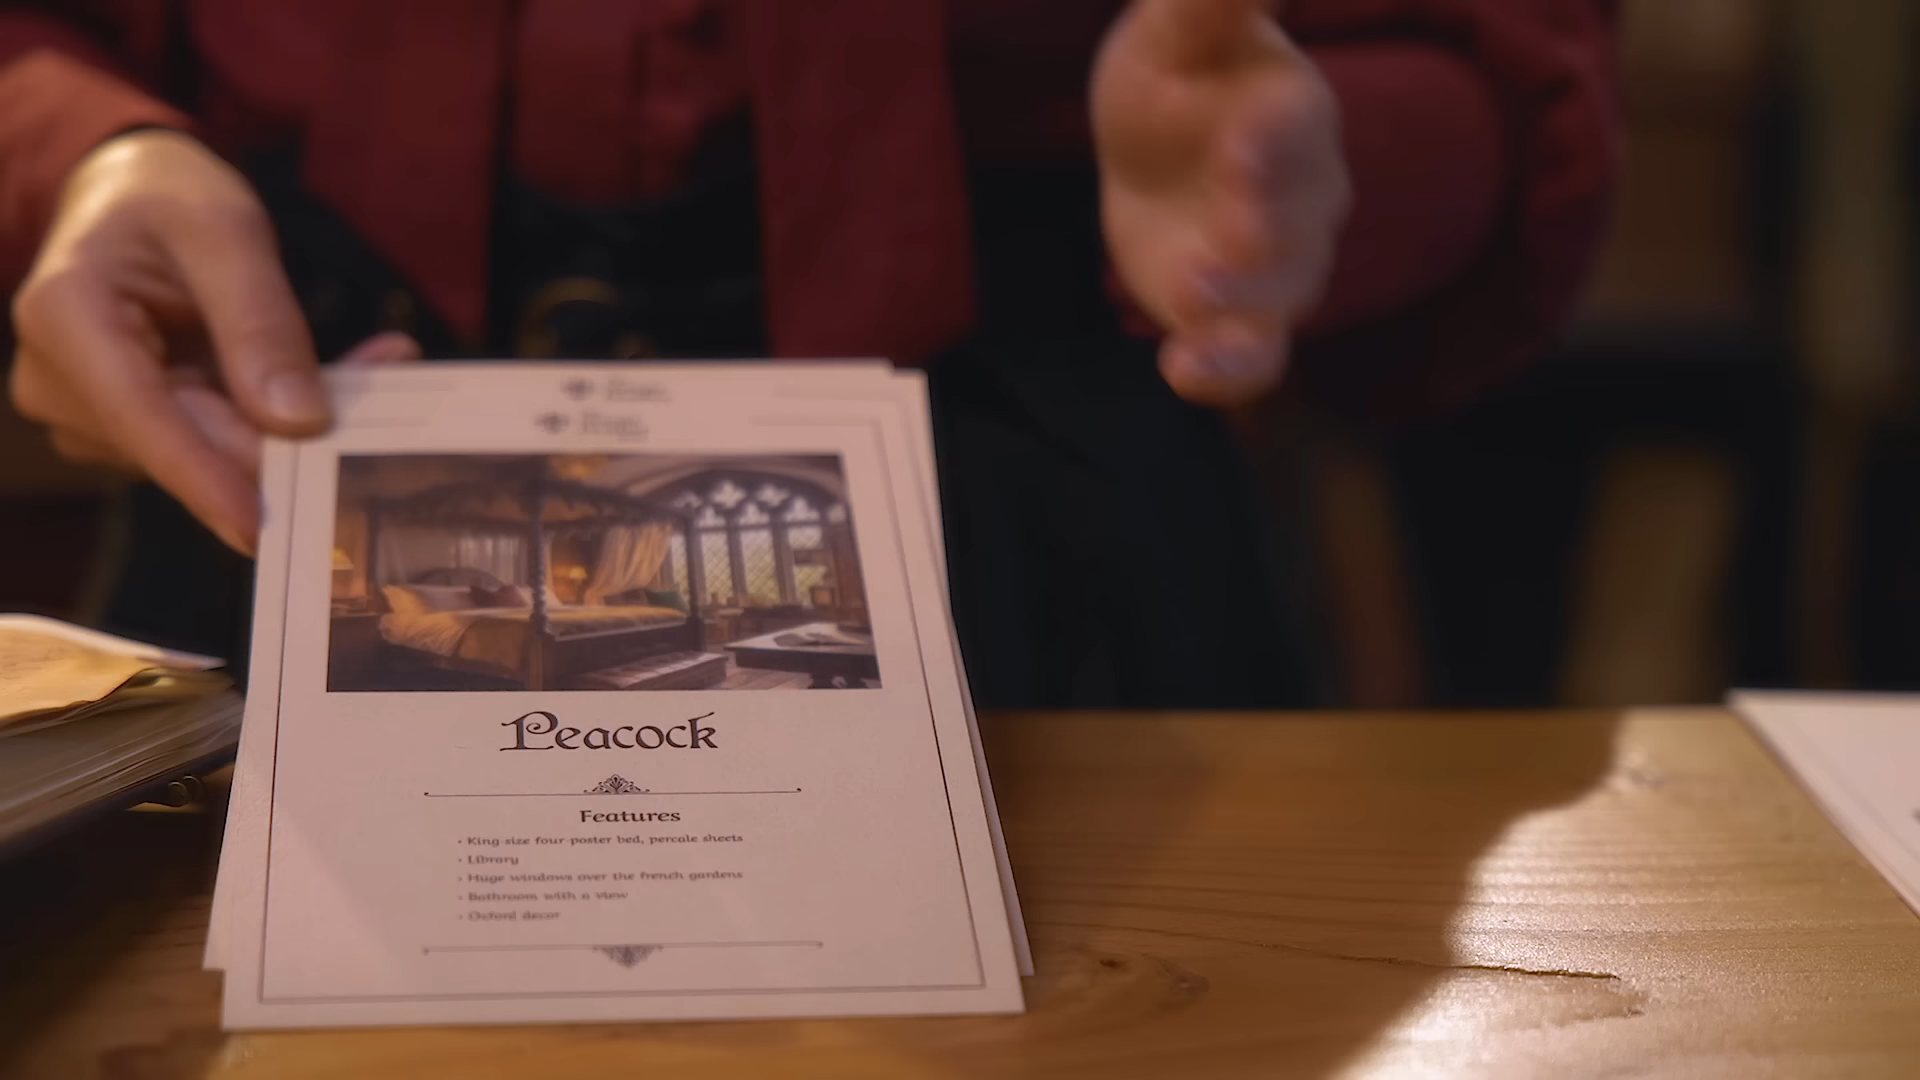 Peacock
Features
• King size four-poster bed, percale sheets
• Library
• Huge windows over the french gardens
• Bathroom with a view
• Oxford decor